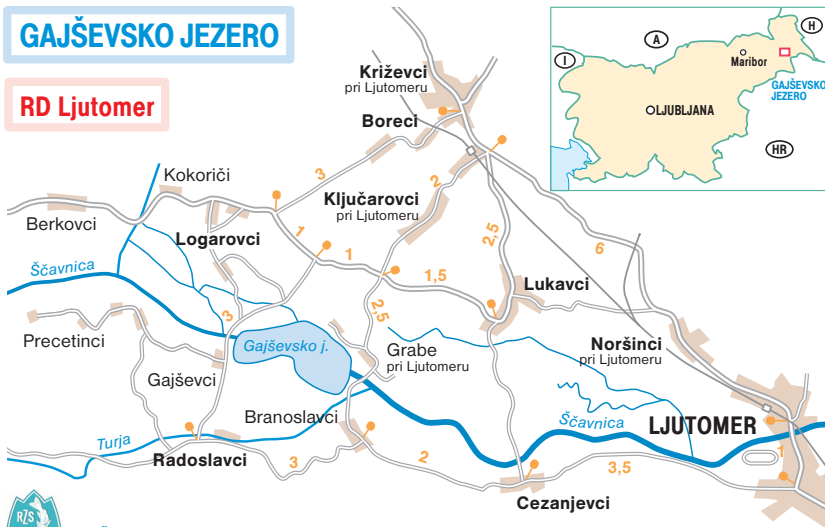 GAJŠEVSKO JEZERO
RD Ljutomer
H
A
I
Maribor
GAJŠEVSKO
JEZERO
LJUBLJANA
HR
Križevci
pri Ljutomeru
Boreci
Kokoriči
3
Ključarovci
pri Ljutomeru
2
Berkovci
Logarovci
1
1
2,5
6
Ščavnica
1,5
Lukavci
3
2,5
Precetinci
Gajševsko j.
Grabe
pri Ljutomeru
Noršinci
pri Ljutomeru
Gajševci
Branoslavci
Ščavnica
LJUTOMER
Turja
Radoslavci
3
2
3,5
1
Cezanjevci
RZS